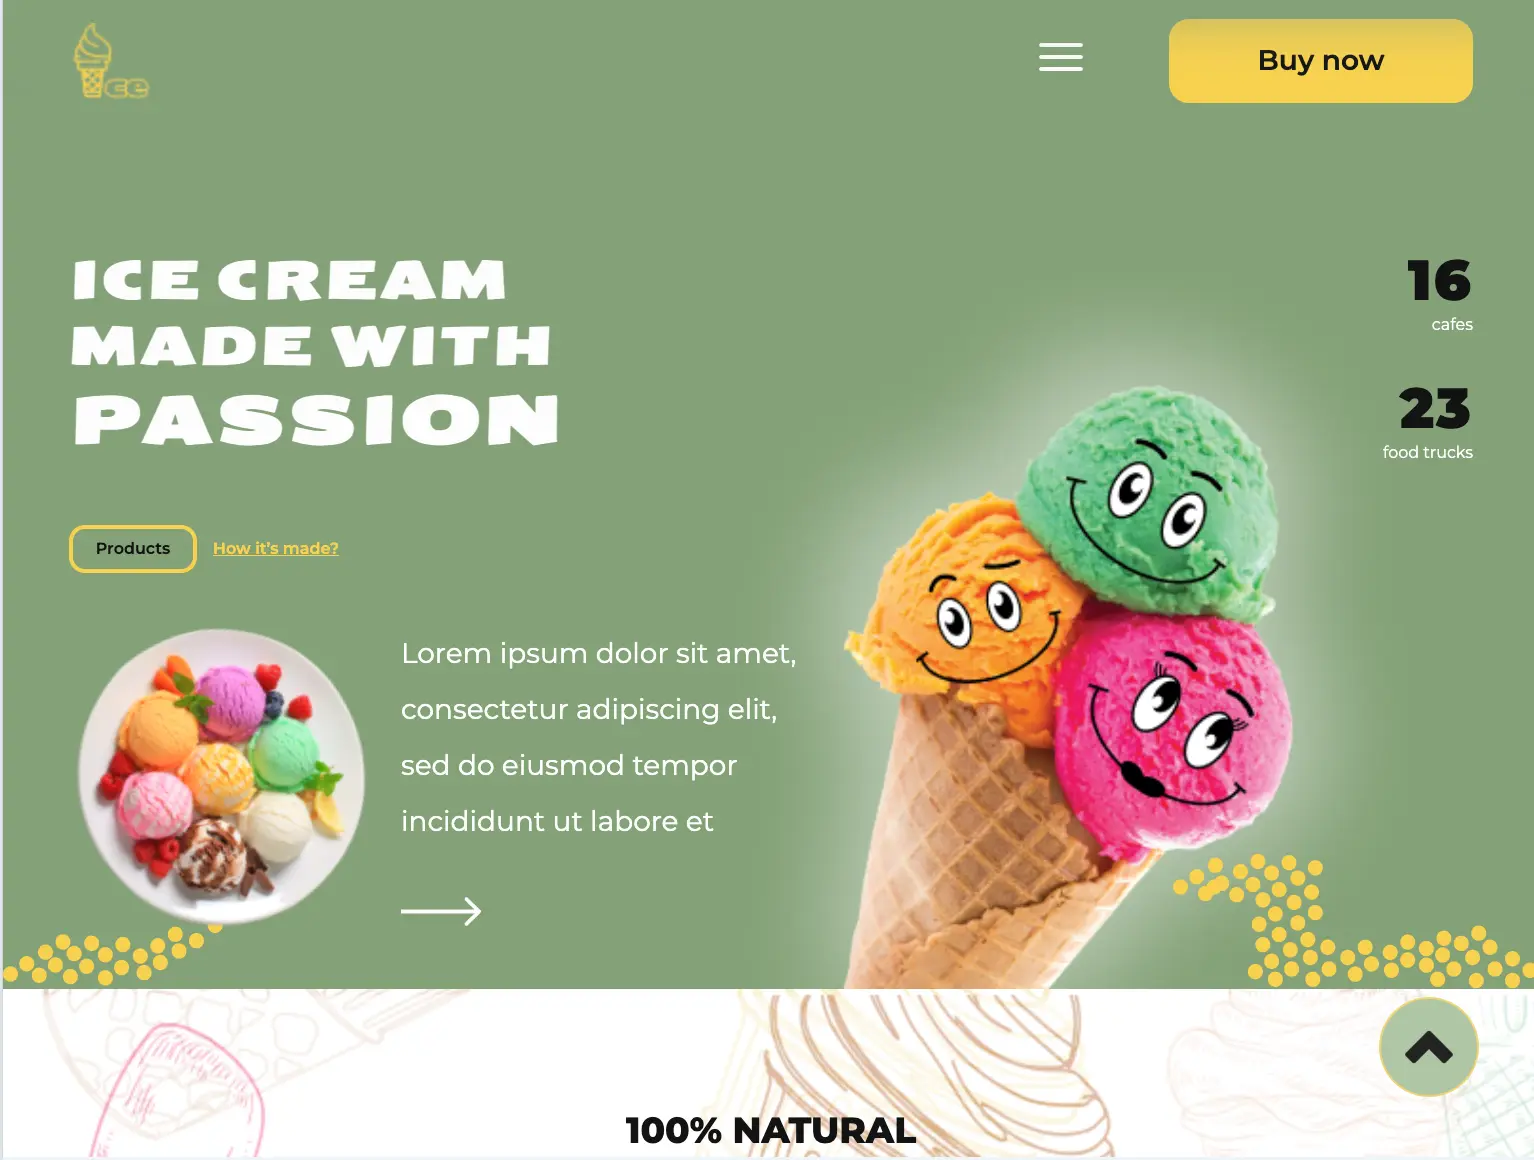 ce
Buy now
ICE CREAM
MADE WITH
PASSION
16
cafes
23
food trucks
Products
How it's made?
Lorem ipsum dolor sit amet,
consectetur adipiscing elit,
sed do eiusmod tempor
incididunt ut labore et
100% NATURAL